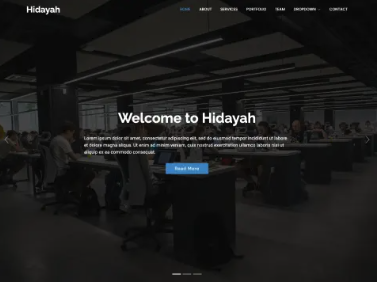 Hidayah
HOME ABOUT SERVICES PORTFOLIO TEAM DROPDOWN CONTACT
Welcome to Hidayah
Lorem ipsum dolor sit amet, consectetur adipiscing elit, sed do eiusmod tempor incididunt ut labore
et dolore magna aliqua. Ut enim ad minim veniam, quis nostrud exercitation ullamco laboris nisi ut
aliquip ex ea commodo consequat.
Read More